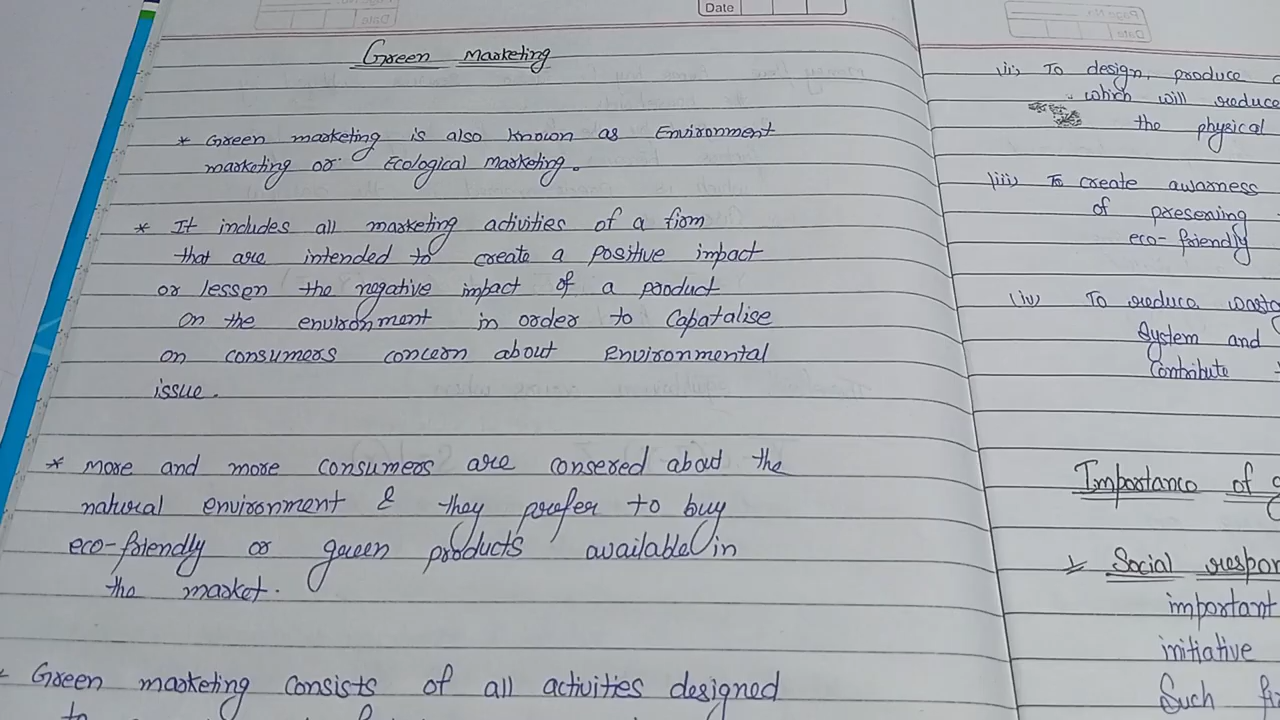 Date
Green Marketing
* Green marketing is also known as Environment
marketing or Ecological Marketing.
* It includes all marketing activities of a firm
that are intended to create a positive impact
or lessen the negative impact of a product
on the environment in order to Capatalise
on consumers concern about environmental
issue.
* More and more consumers are consered about the
natural environment & they prefer to buy
eco-friendly or green products available in
the market.
* Green marketing consists of all activities designed
to
(ii) To design, produce
which will reduce
the physical
(iii) To create awarness
of presening
eco-friendly
(iv) To reduce
System and
Contribute
Importance of
Social
important
initiative
Such